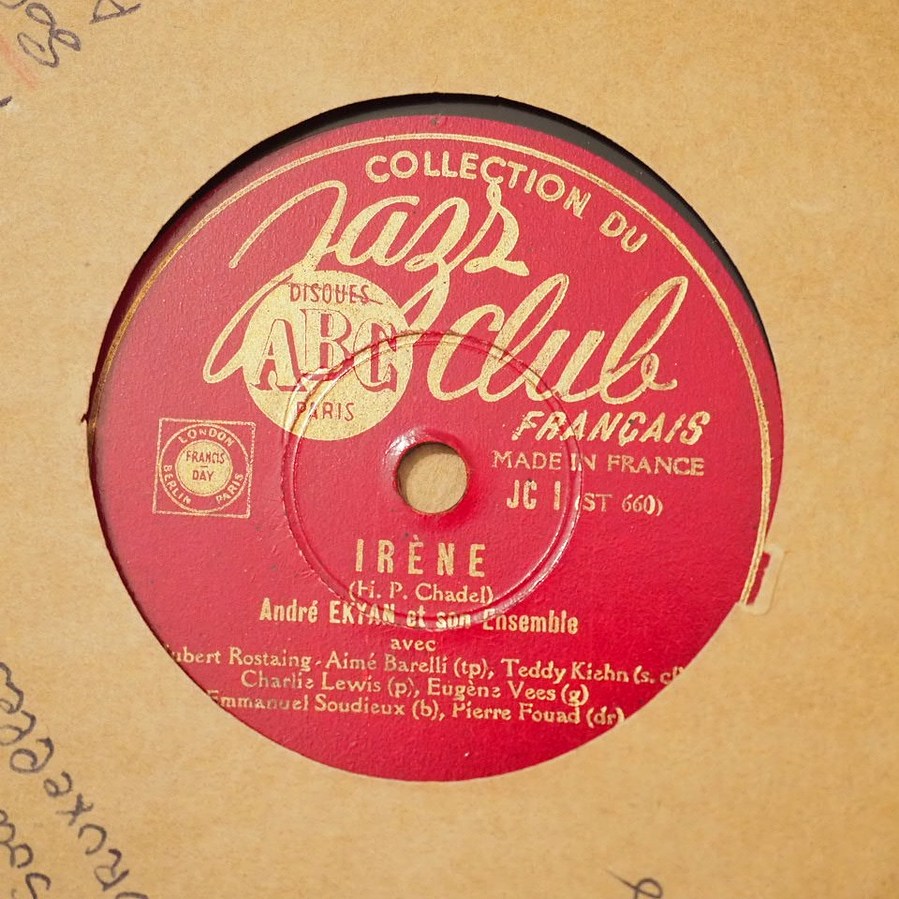 COLLECTION DU
Jazz club
FRANÇAIS
DISQUES
ABC
PARIS
MADE IN FRANCE
JC 1 (ST 660)
LONDON
FRANCIS
DAY
BERLIN PARIS
IRÈNE
(H. P. Chadel)
André EKYAN et son Ensemble
avec
ubert Rostaing - Aimé Barelli (tp), Teddy Kiehn (s. cl
Charlie Lewis (p), Eugène Vees (g)
Emmanuel Soudieux (b), Pierre Fouad (dr)